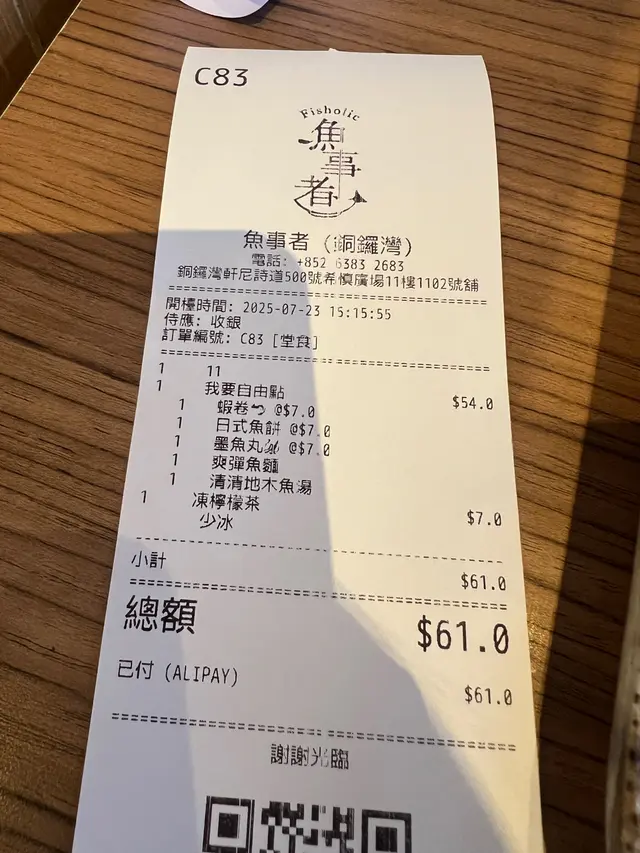 C83
Fisholic
魚
事
者
魚事者 (銅鑼灣)
電話: +852 6383 2683
銅鑼灣軒尼詩道500號希慎廣場11樓1102號舖
開檯時間: 2025-07-23 15:15:55
侍應: 收銀
訂單編號: C83 [堂食]
1 11
1 我要自由點 $54.0
1 蝦卷🦐 @$7.0
1 日式魚餅 @$7.0
1 墨魚丸🦑 @$7.0
1 爽彈魚麵
1 清清地木魚湯
1 凍檸檬茶 $7.0
少冰
小計 $61.0
總額 $61.0
已付 (ALIPAY) $61.0
謝謝光臨